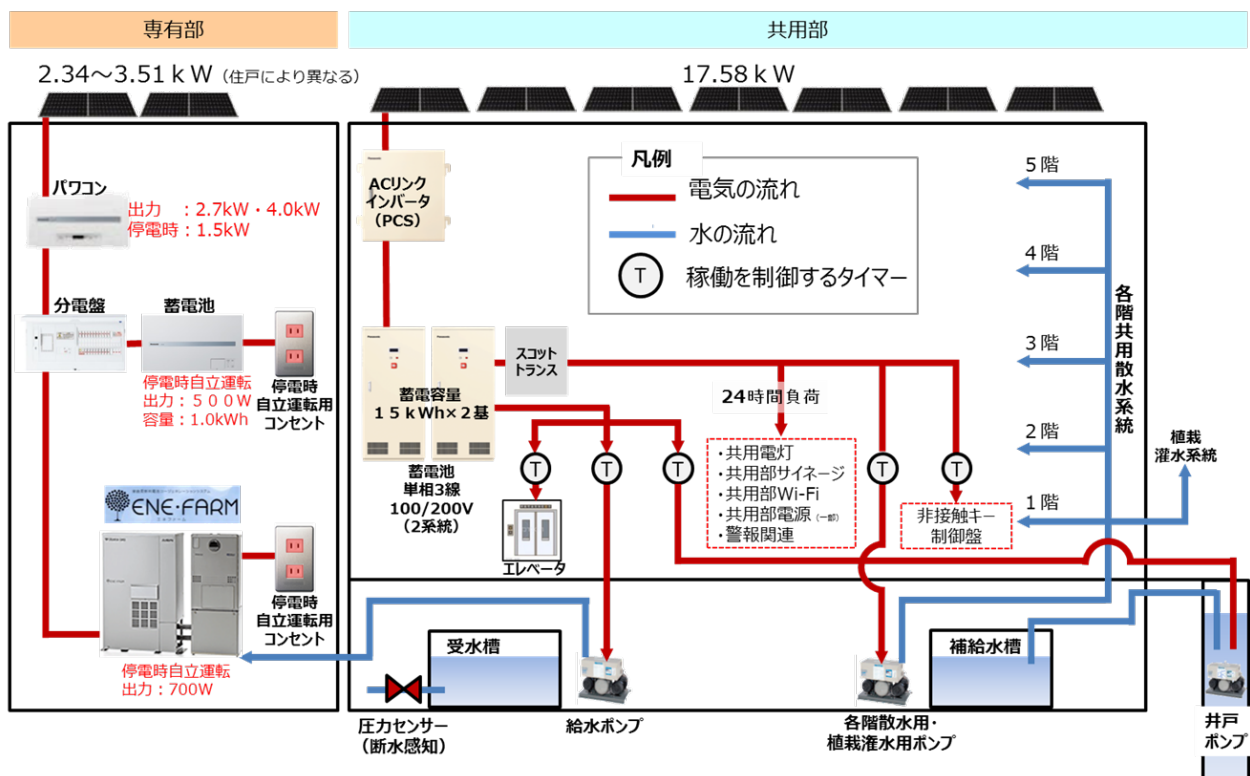 専有部
共用部
2.34～3.51ｋW（住戸により異なる）
17.58ｋW
パワコン
出力　：2.7kW・4.0kW
停電時：1.5kW
分電盤
蓄電池
停電時自立運転
出力：５００W
容量：1.0kWh
停電時
自立運転用
コンセント
ENE・FARM
エネファーム
停電時
自立運転用
コンセント
停電時自立運転
出力：700W
Panasonic
ACリンク
インバータ
（PCS）
凡例
電気の流れ
水の流れ
T
稼働を制御するタイマー
蓄電容量
１５ｋWh×２基
スコット
トランス
24時間負荷
蓄電池
単相3線
100/200V
（2系統）
T
T
T
T
T
エレベータ
・共用電灯
・共用部サイネージ
・共用部Wi-Fi
・共用部電源（一部）
・警報関連
非接触キー
制御盤
5階
4階
3階
2階
1階
各階共用散水系統
植栽
灌水系統
受水槽
補給水槽
圧力センサー
（断水感知）
給水ポンプ
各階散水用・
植栽潅水用ポンプ
井戸
ポンプ